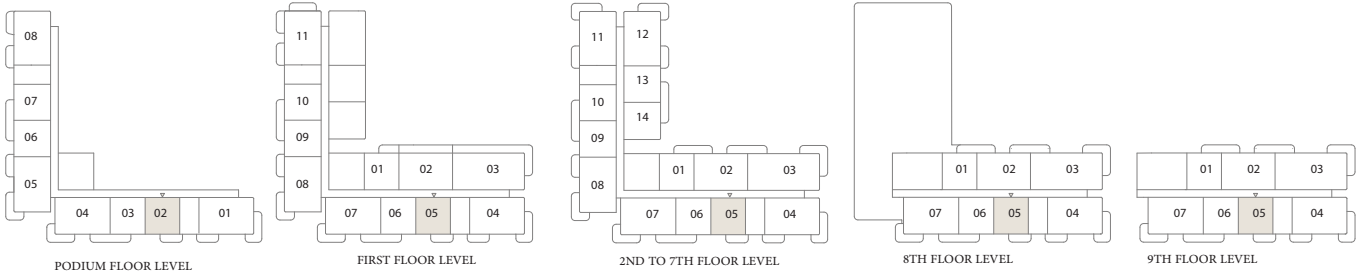 08
07
06
05
04 03 02 01
PODIUM FLOOR LEVEL
11
10
09
08
01 02 03
07 06 05 04
FIRST FLOOR LEVEL
11 12
13
10
14
09
08
01 02 03
07 06 05 04
2ND TO 7TH FLOOR LEVEL
01 02 03
07 06 05 04
8TH FLOOR LEVEL
01 02 03
07 06 05 04
9TH FLOOR LEVEL